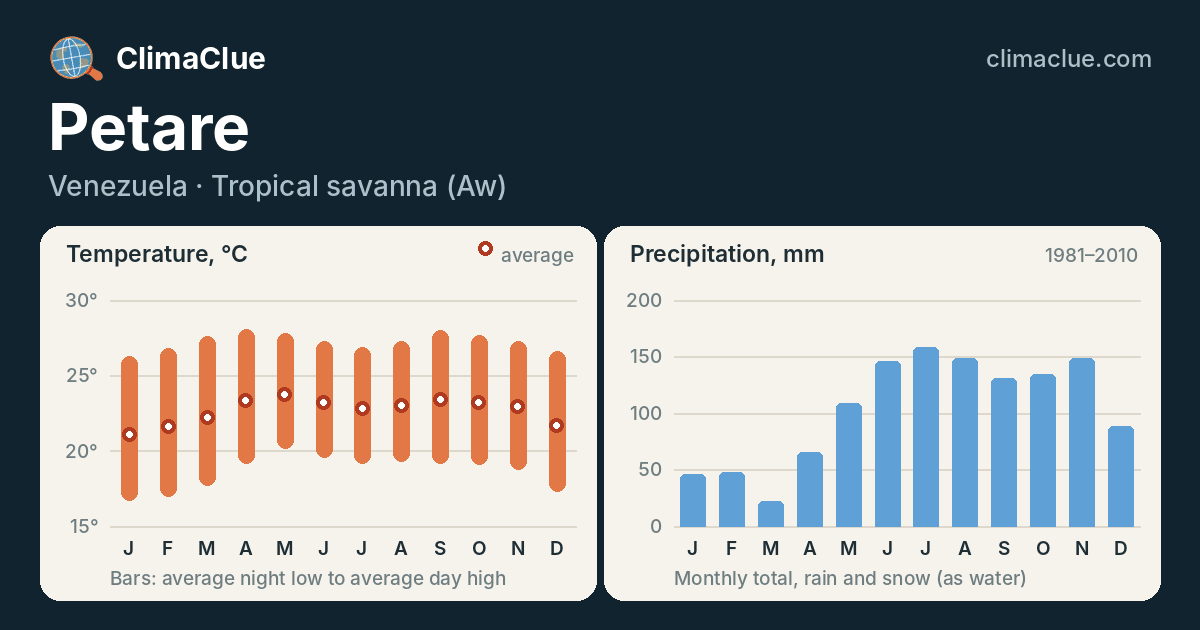 ClimaClue
climaclue.com
Petare
Venezuela · Tropical savanna (Aw)
Temperature, °C
average
30°
25°
20°
15°
J F M A M J J A S O N D
Bars: average night low to average day high
Precipitation, mm
1981–2010
200
150
100
50
0
J F M A M J J A S O N D
Monthly total, rain and snow (as water)